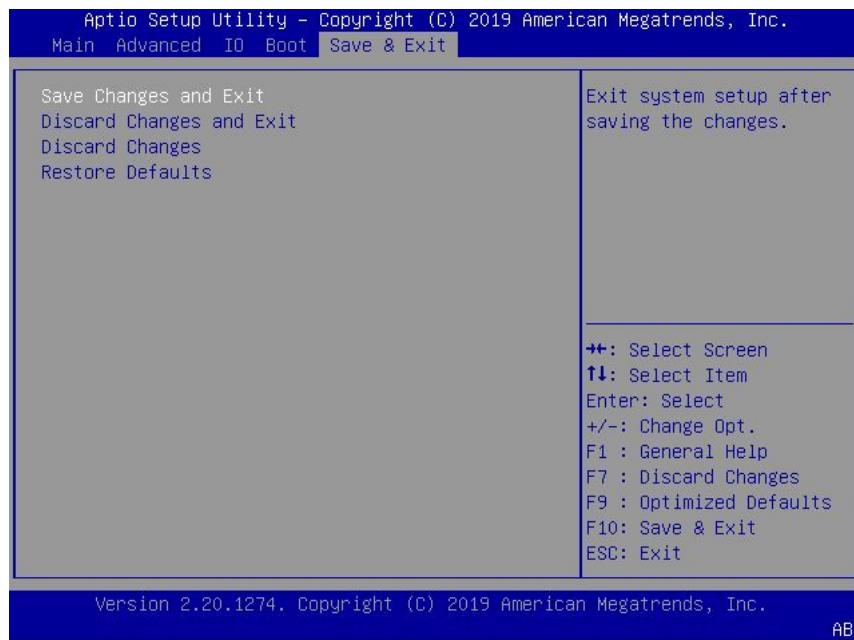 Aptio Setup Utility – Copyright (C) 2019 American Megatrends, Inc.
Main Advanced IO Boot Save & Exit
Save Changes and Exit
Discard Changes and Exit
Discard Changes
Restore Defaults
Exit system setup after
saving the changes.
→←: Select Screen
↑↓: Select Item
Enter: Select
+/-: Change Opt.
F1 : General Help
F7 : Discard Changes
F9 : Optimized Defaults
F10: Save & Exit
ESC: Exit
Version 2.20.1274. Copyright (C) 2019 American Megatrends, Inc.
AB